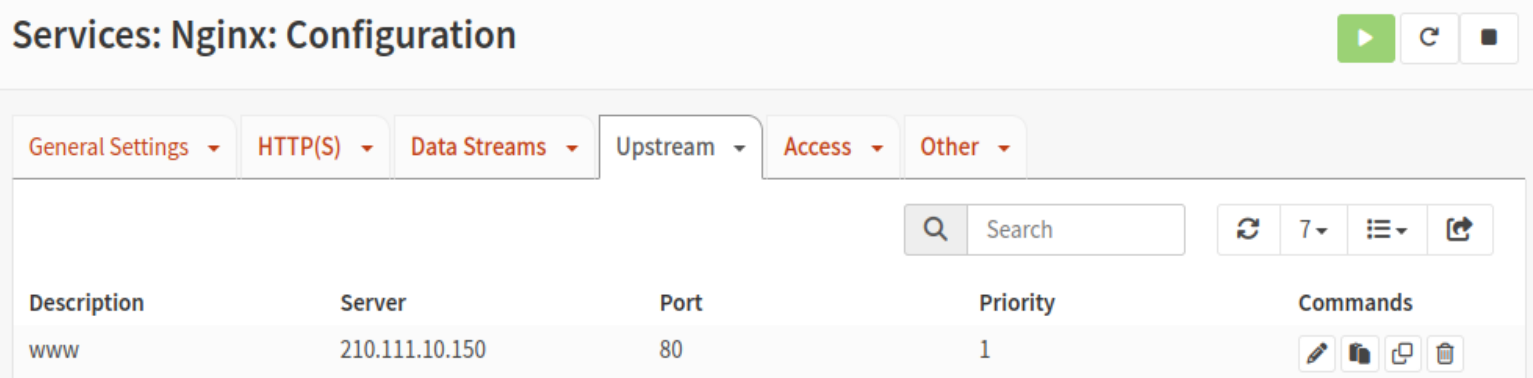 Services: Nginx: Configuration
General Settings HTTP(S) Data Streams Upstream Access Other
Search 7
Description Server Port Priority Commands
www 210.111.10.150 80 1